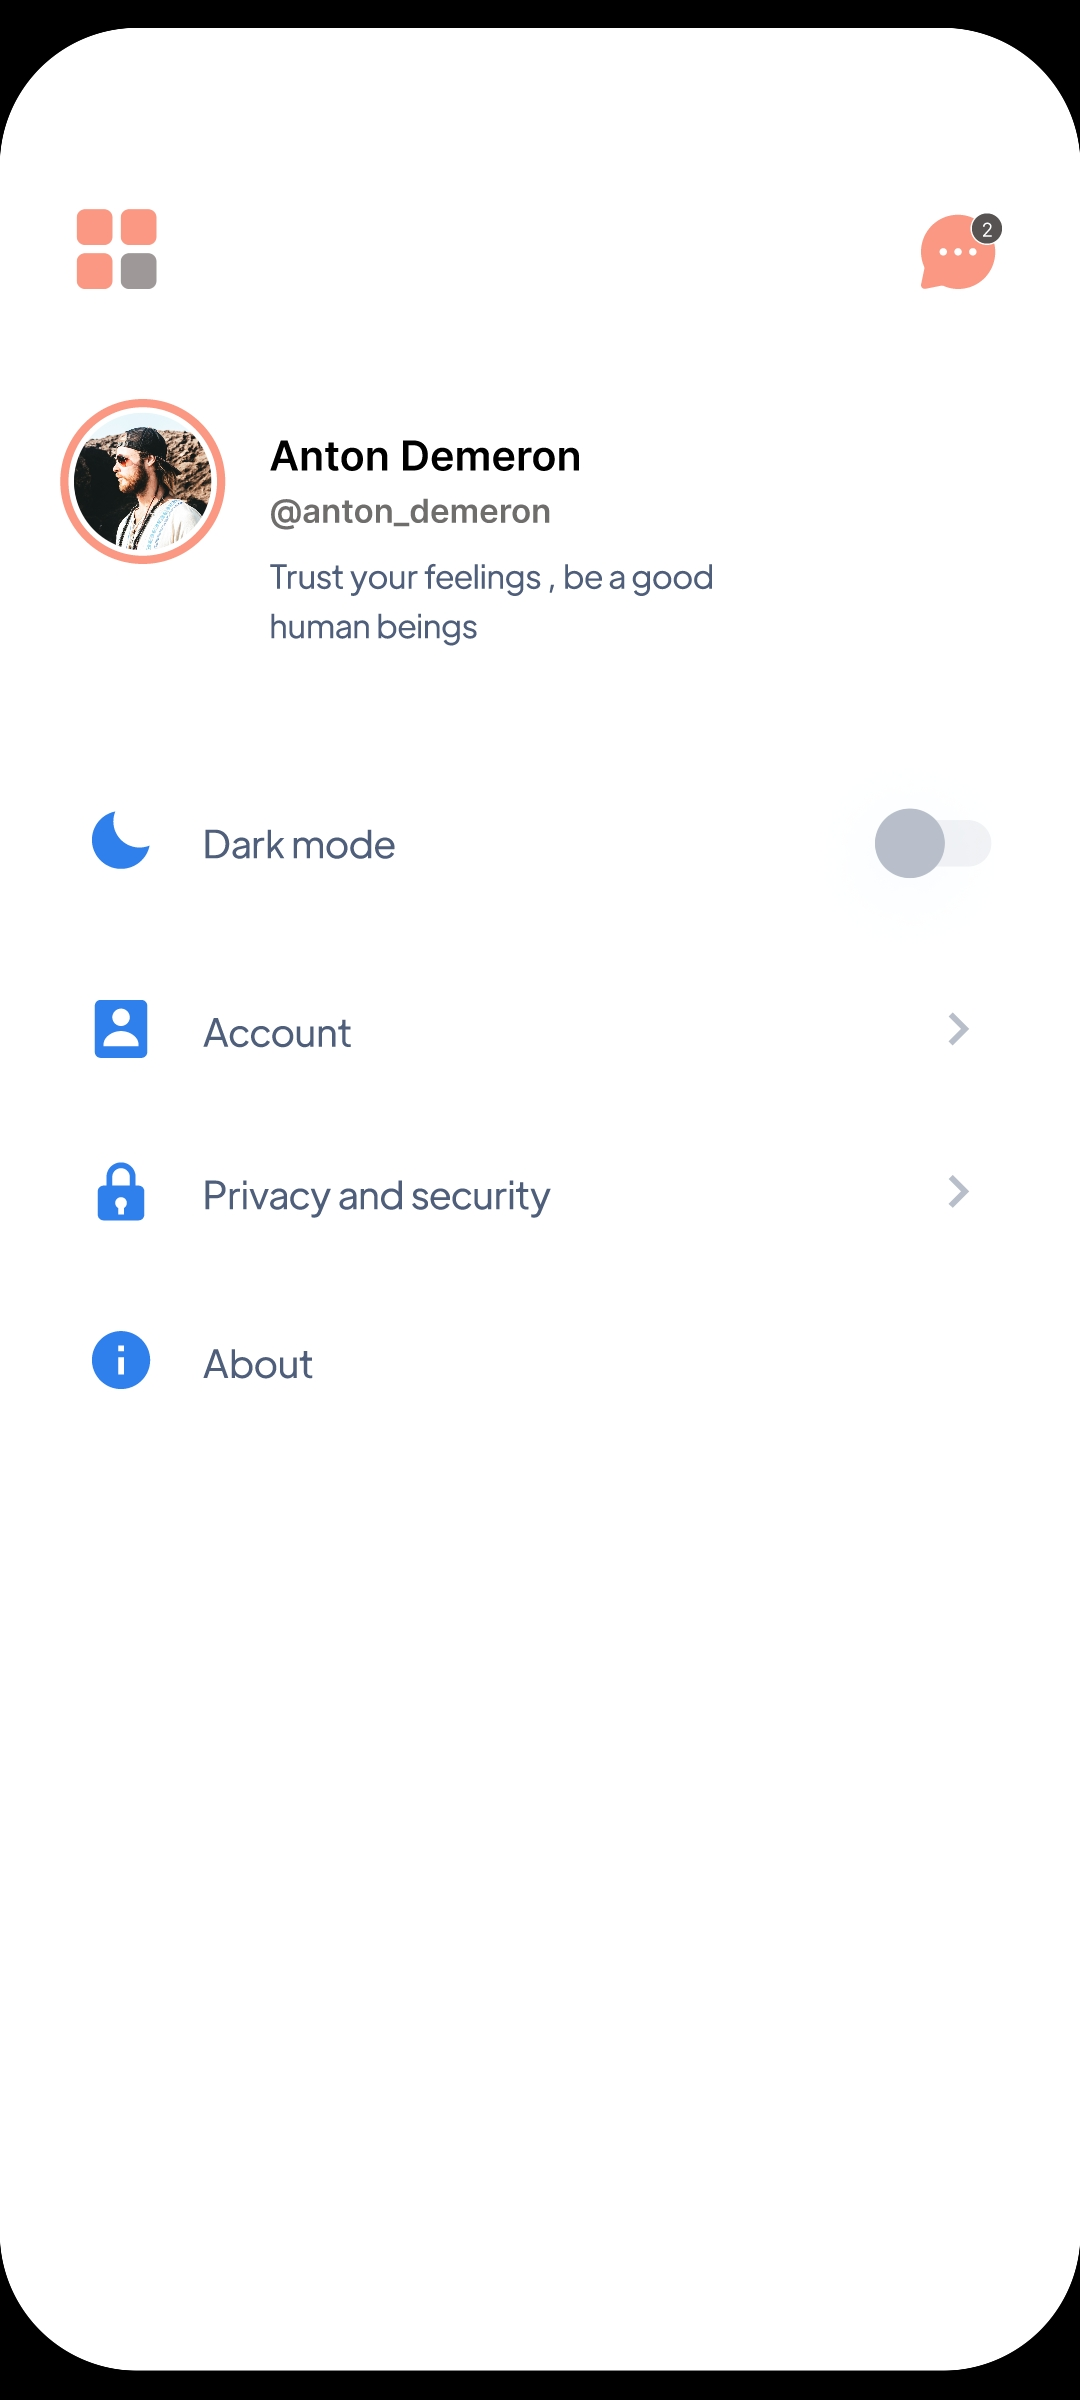 2
Anton Demeron
@anton_demeron
Trust your feelings , be a good
human beings
Dark mode
Account
Privacy and security
About